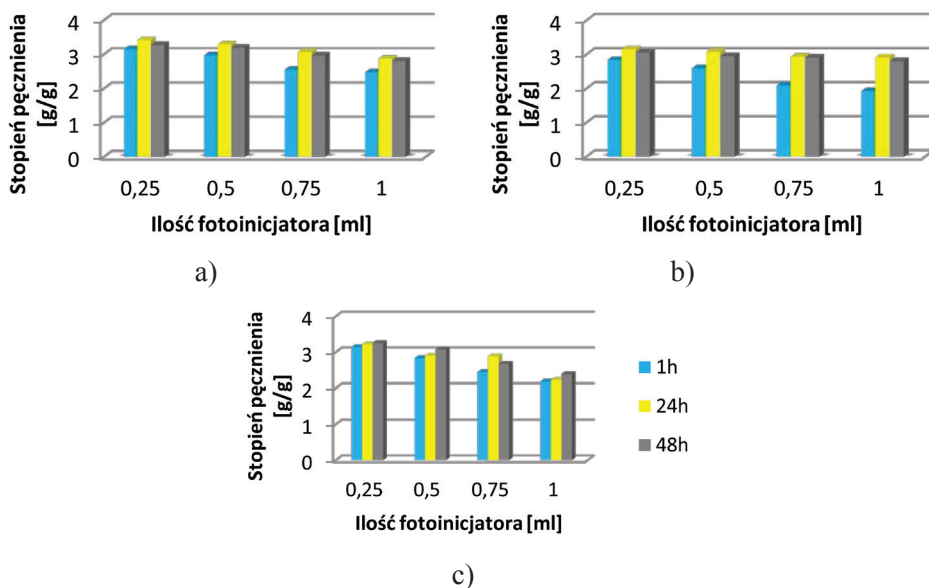 Stopień pęcznienia
[g/g]
4
3
2
1
0
0,25 0,5 0,75 1
Ilość fotoinicjatora [ml]
a)
Stopień pęcznienia
[g/g]
4
3
2
1
0
0,25 0,5 0,75 1
Ilość fotoinicjatora [ml]
b)
Stopień pęcznienia
[g/g]
4
3
2
1
0
0,25 0,5 0,75 1
Ilość fotoinicjatora [ml]
1h
24h
48h
c)